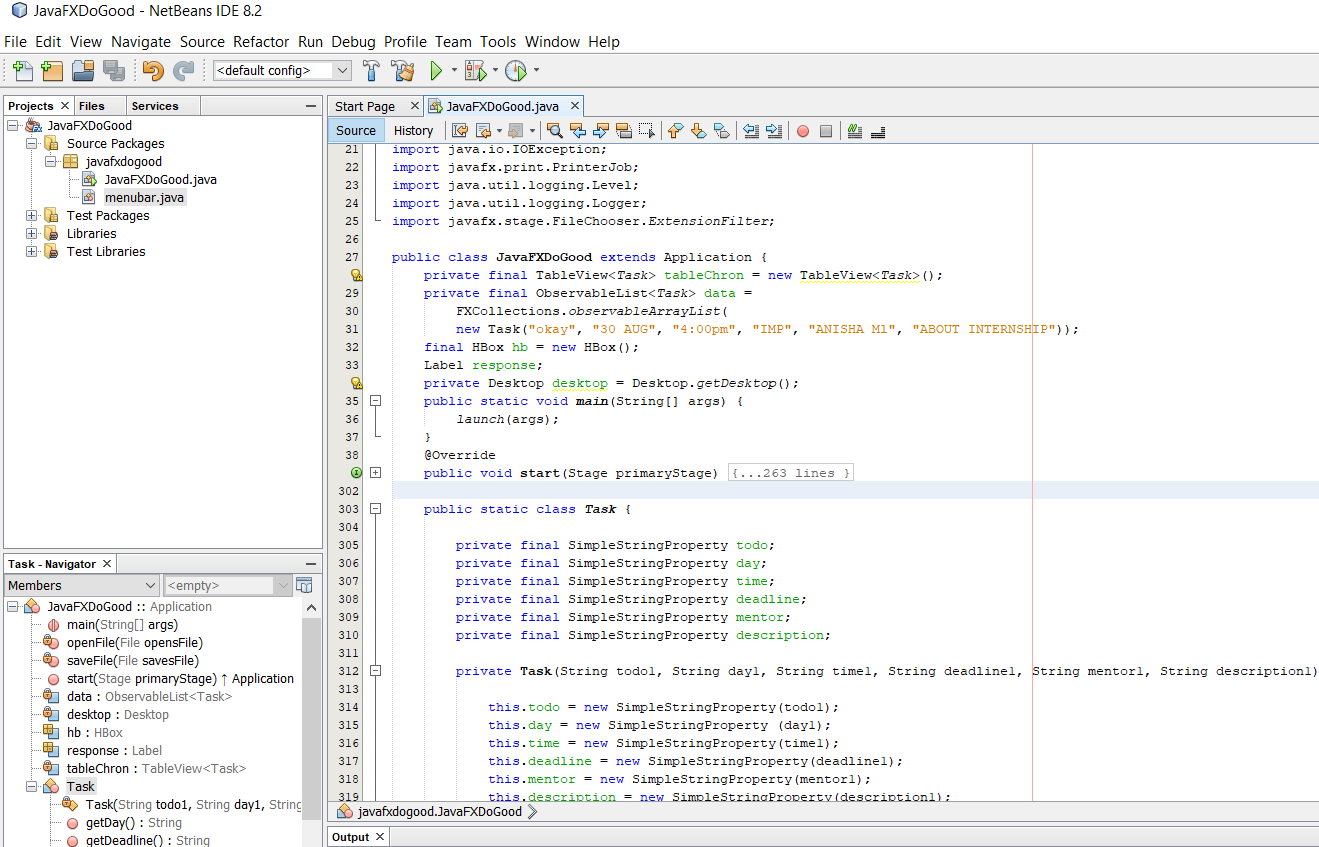 JavaFXDoGood - NetBeans IDE 8.2
File Edit View Navigate Source Refactor Run Debug Profile Team Tools Window Help
<default config>
Projects Files Services
JavaFXDoGood
Source Packages
javafxdogood
JavaFXDoGood.java
menubar.java
Test Packages
Libraries
Test Libraries
Task - Navigator
Members <empty>
JavaFXDoGood :: Application
main(String[] args)
openFile(File opensFile)
saveFile(File savesFile)
start(Stage primaryStage) ↑ Application
data : ObservableList<Task>
desktop : Desktop
hb : HBox
response : Label
tableChron : TableView<Task>
Task
Task(String todo1, String day1, String
getDay() : String
getDeadline() : String
Start Page JavaFXDoGood.java
Source History
21 import java.io.IOException;
22 import javafx.print.PrinterJob;
23 import java.util.logging.Level;
24 import java.util.logging.Logger;
25 import javafx.stage.FileChooser.ExtensionFilter;
26
27 public class JavaFXDoGood extends Application {
private final TableView<Task> tableChron = new TableView<Task>();
29 private final ObservableList<Task> data =
30 FXCollections.observableArrayList(
31 new Task("okay", "30 AUG", "4:00pm", "IMP", "ANISHA M1", "ABOUT INTERNSHIP"));
32 final HBox hb = new HBox();
33 Label response;
private Desktop desktop = Desktop.getDesktop();
35 public static void main(String[] args) {
36 launch(args);
37 }
38 @Override
public void start(Stage primaryStage) {...263 lines }
302
303 public static class Task {
304
305 private final SimpleStringProperty todo;
306 private final SimpleStringProperty day;
307 private final SimpleStringProperty time;
308 private final SimpleStringProperty deadline;
309 private final SimpleStringProperty mentor;
310 private final SimpleStringProperty description;
311
312 private Task(String todo1, String day1, String time1, String deadline1, String mentor1, String description1)
313
314 this.todo = new SimpleStringProperty(todo1);
315 this.day = new SimpleStringProperty (day1);
316 this.time = new SimpleStringProperty(time1);
317 this.deadline = new SimpleStringProperty(deadline1);
318 this.mentor = new SimpleStringProperty(mentor1);
319 this.description = new SimpleStringProperty(description1);
javafxdogood.JavaFXDoGood
Output